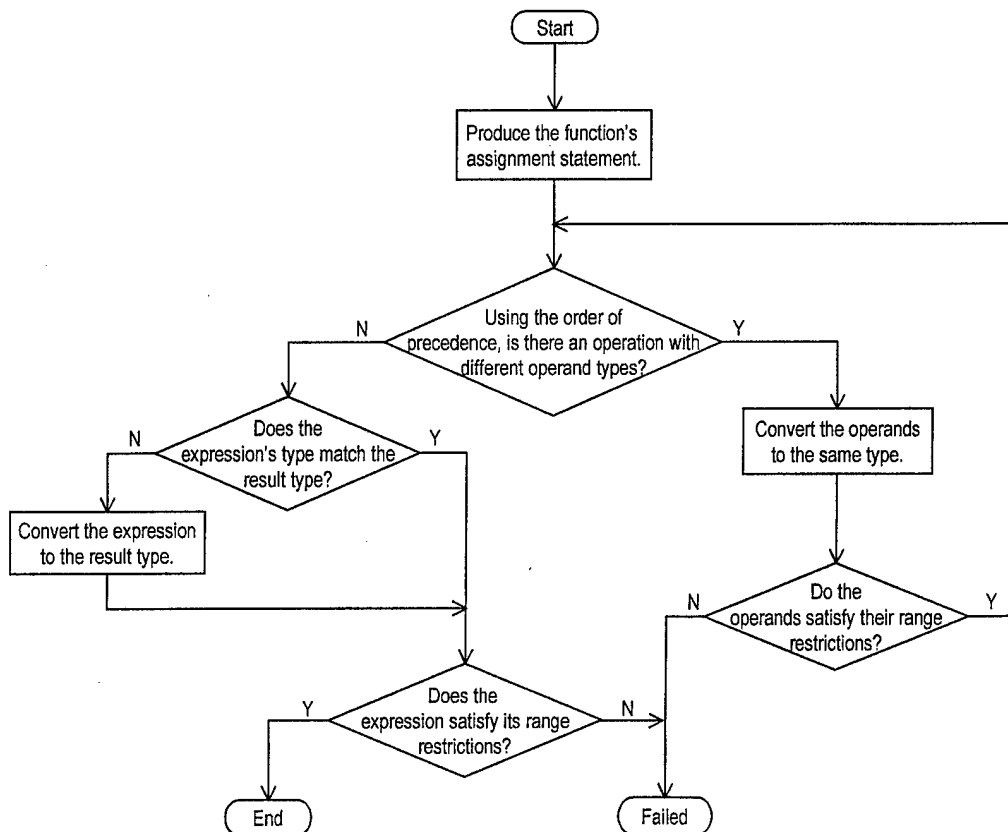 Start
Produce the function's
assignment statement.
Using the order of
precedence, is there an operation with
different operand types?
N
Y
Does the
expression's type match the
result type?
N
Y
Convert the operands
to the same type.
Convert the expression
to the result type.
Do the
operands satisfy their range
restrictions?
N
Y
Does the
expression satisfy its range
restrictions?
Y
N
End
Failed